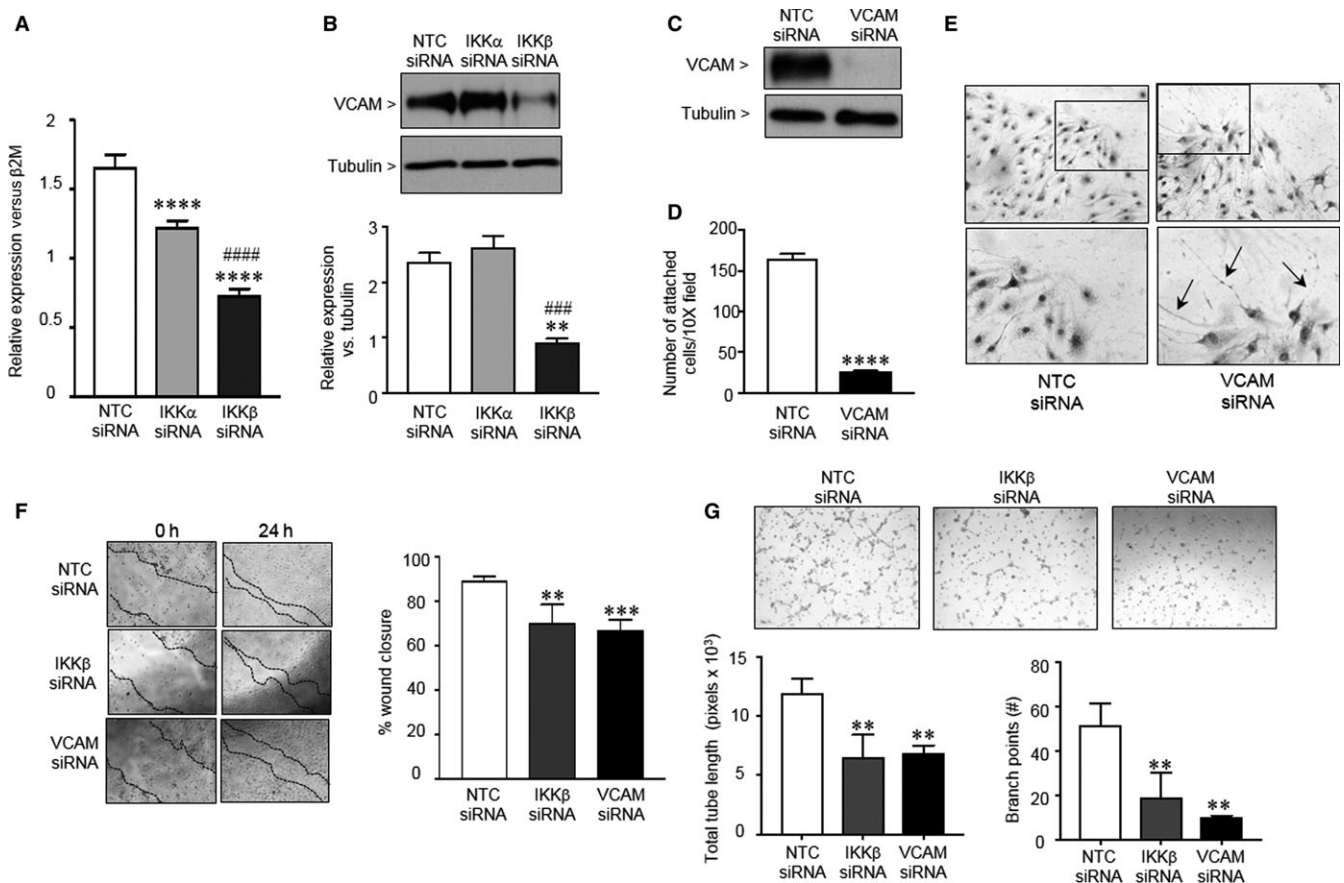 A
Relative expression versus β2M
2
1.5
1
0.5
0
****
####
****
NTC
siRNA
IKKα
siRNA
IKKβ
siRNA
B
NTC
siRNA
IKKα
siRNA
IKKβ
siRNA
VCAM >
Tubulin >
Relative expression
vs. tubulin
3
2
1
0
###
**
NTC
siRNA
IKKα
siRNA
IKKβ
siRNA
C
NTC
siRNA
VCAM
siRNA
VCAM >
Tubulin >
D
Number of attached
cells/10X field
200
150
100
50
0
****
NTC
siRNA
VCAM
siRNA
E
NTC
siRNA
VCAM
siRNA
F
0 h
24 h
NTC
siRNA
IKKβ
siRNA
VCAM
siRNA
% wound closure
100
80
60
40
20
0
**
***
NTC
siRNA
IKKβ
siRNA
VCAM
siRNA
G
NTC
siRNA
IKKβ
siRNA
VCAM
siRNA
Total tube length (pixels x 10³)
15
10
5
0
**
**
NTC
siRNA
IKKβ
siRNA
VCAM
siRNA
Branch points (#)
80
60
40
20
0
**
**
NTC
siRNA
IKKβ
siRNA
VCAM
siRNA